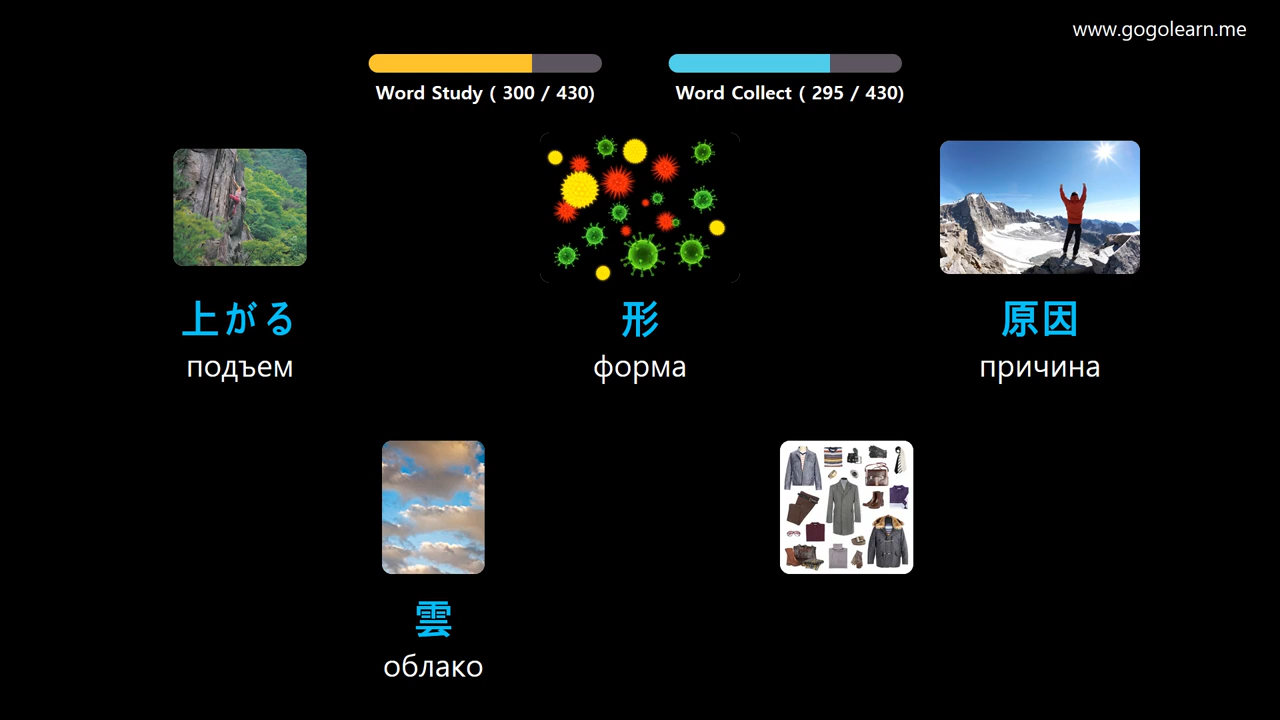 www.gogolearn.me
Word Study ( 300 / 430)
Word Collect ( 295 / 430)
上がる
подъем
形
форма
原因
причина
雲
облако